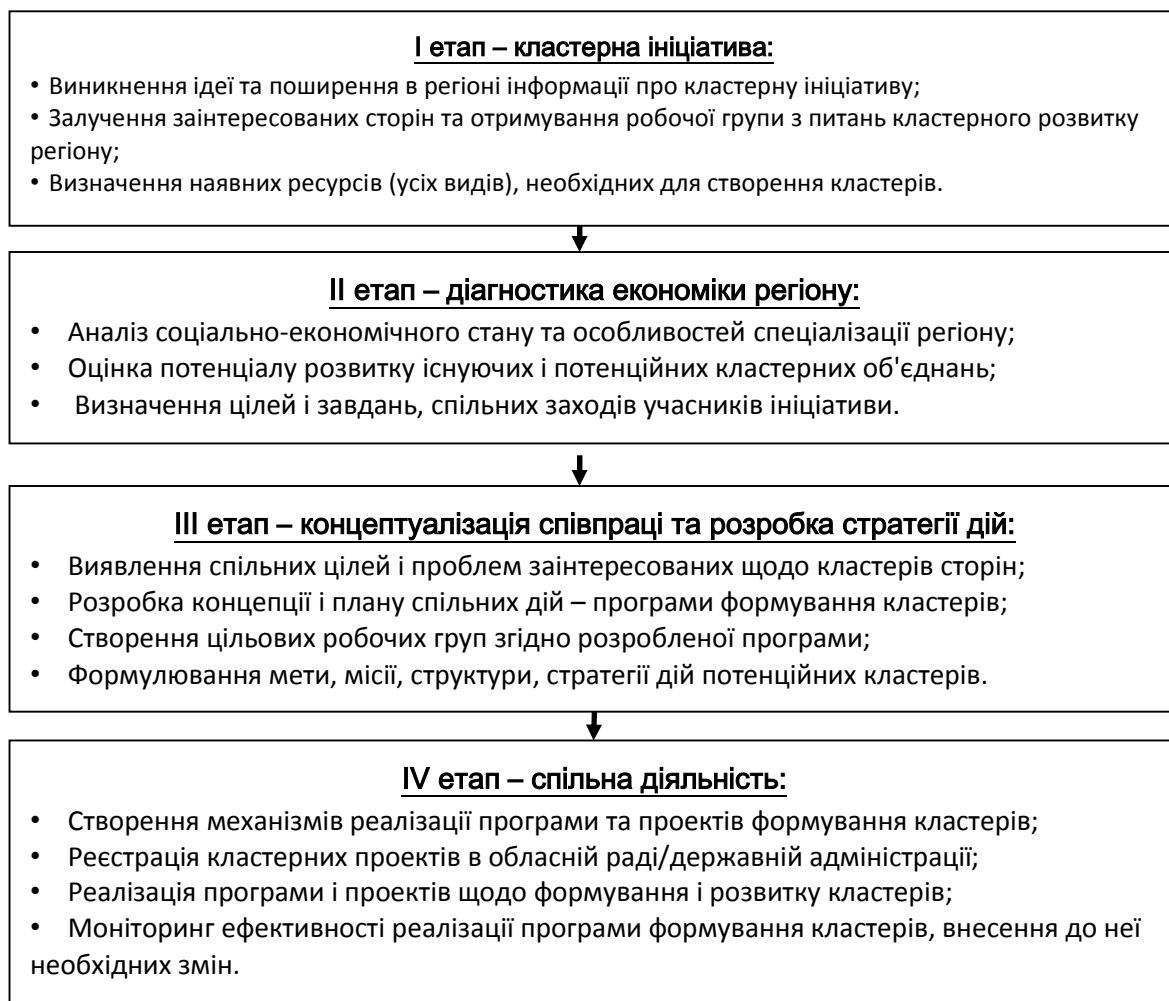 І етап – кластерна ініціатива:
• Виникнення ідеї та поширення в регіоні інформації про кластерну ініціативу;
• Залучення заінтересованих сторін та отримування робочої групи з питань кластерного розвитку
регіону;
• Визначення наявних ресурсів (усіх видів), необхідних для створення кластерів.
ІІ етап – діагностика економіки регіону:
• Аналіз соціально-економічного стану та особливостей спеціалізації регіону;
• Оцінка потенціалу розвитку існуючих і потенційних кластерних об'єднань;
• Визначення цілей і завдань, спільних заходів учасників ініціативи.
ІІІ етап – концептуалізація співпраці та розробка стратегії дій:
• Виявлення спільних цілей і проблем заінтересованих щодо кластерів сторін;
• Розробка концепції і плану спільних дій – програми формування кластерів;
• Створення цільових робочих груп згідно розробленої програми;
• Формулювання мети, місії, структури, стратегії дій потенційних кластерів.
IV етап – спільна діяльність:
• Створення механізмів реалізації програми та проектів формування кластерів;
• Реєстрація кластерних проектів в обласній раді/державній адміністрації;
• Реалізація програми і проектів щодо формування і розвитку кластерів;
• Моніторинг ефективності реалізації програми формування кластерів, внесення до неї
необхідних змін.